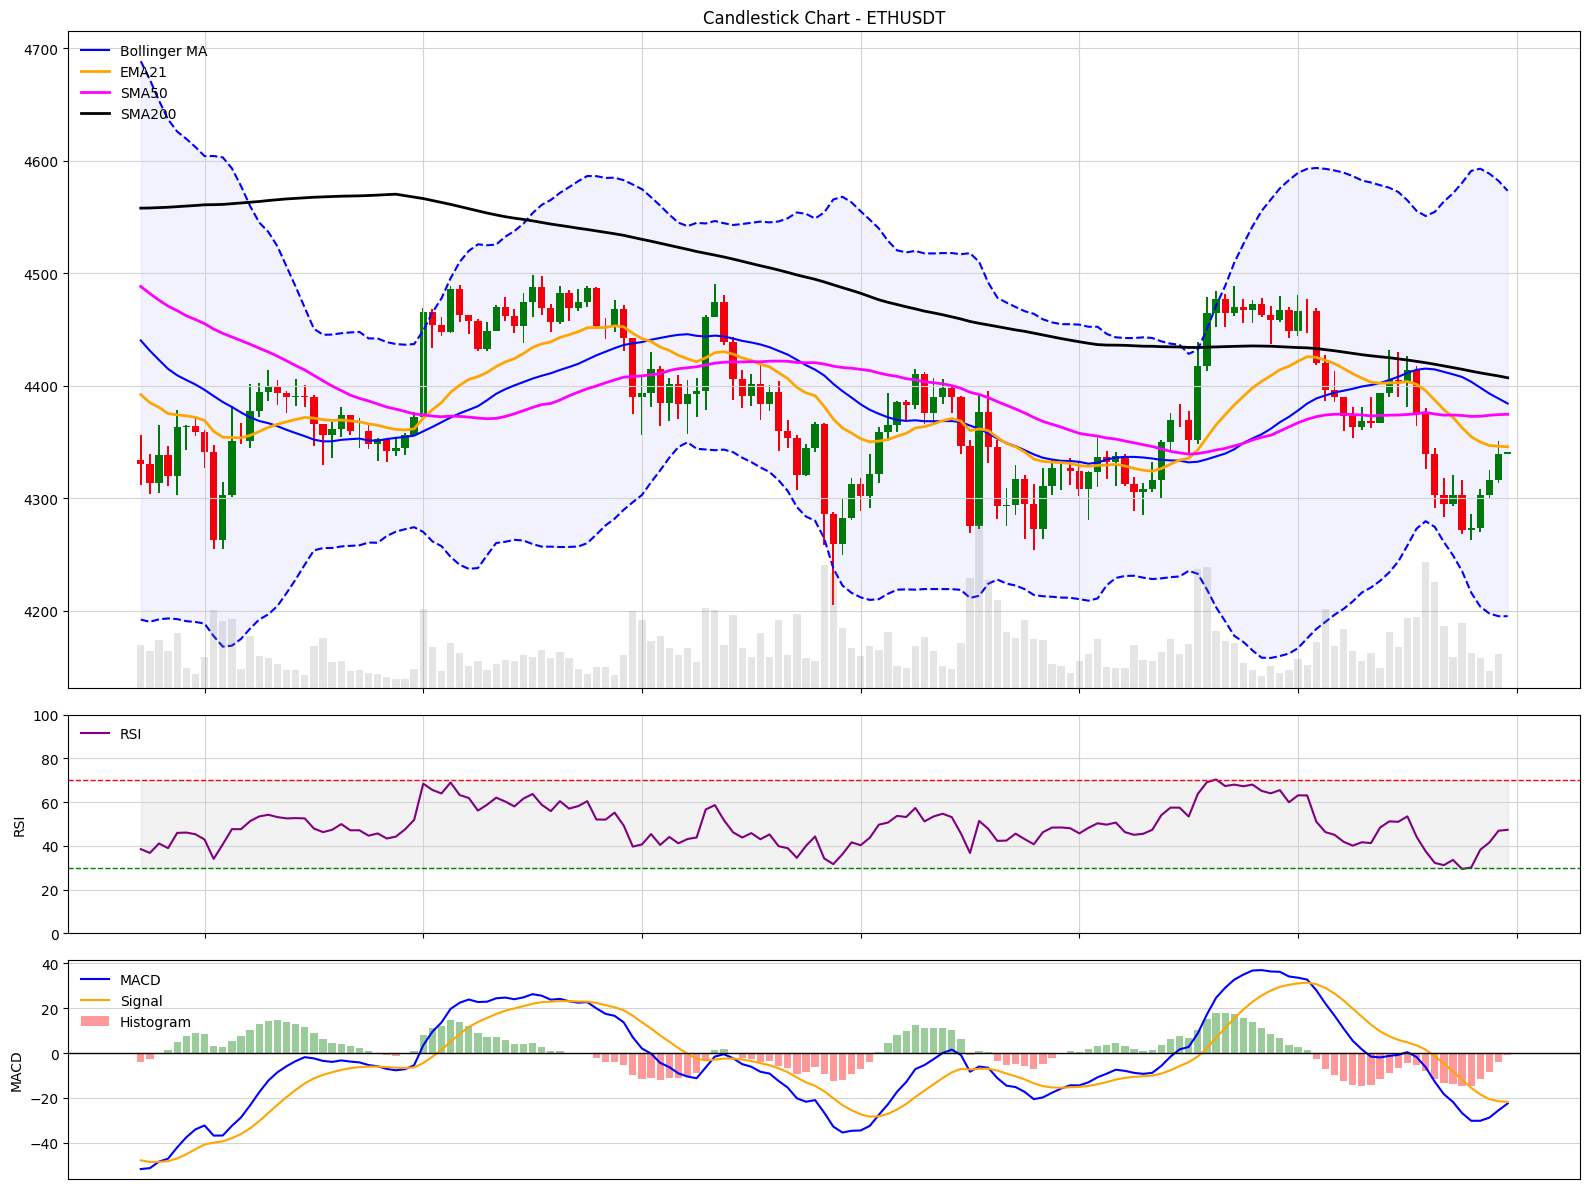 Candlestick Chart - ETHUSDT
4700
4600
4500
4400
4300
4200
Bollinger MA
EMA21
SMA50
SMA200
100
80
60
40
20
0
RSI
RSI
40
20
0
−20
−40
MACD
MACD
Signal
Histogram